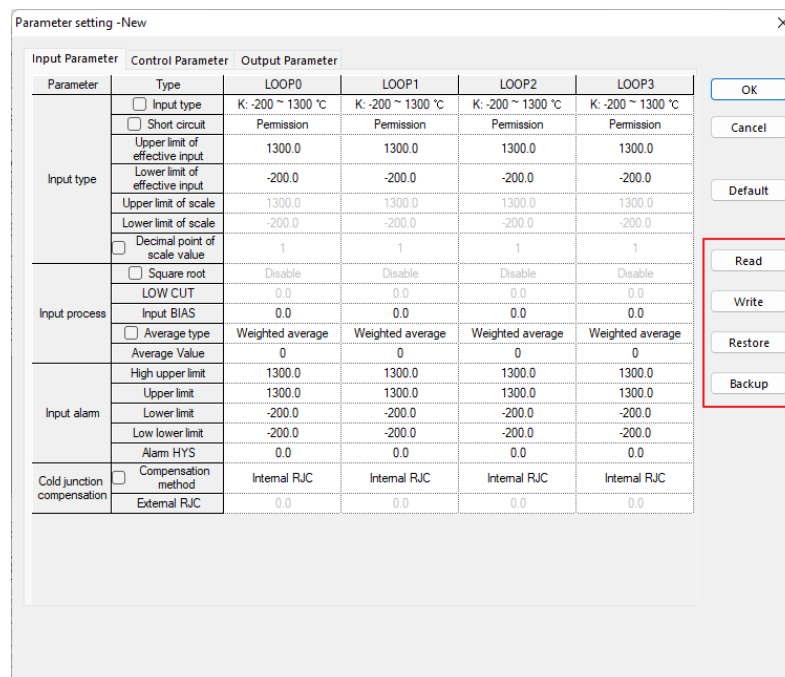 Parameter setting -New
Input Parameter Control Parameter Output Parameter
Parameter Type LOOP0 LOOP1 LOOP2 LOOP3
Input type
Input type K: -200 ~ 1300 ℃ K: -200 ~ 1300 ℃ K: -200 ~ 1300 ℃ K: -200 ~ 1300 ℃
Short circuit Permission Permission Permission Permission
Upper limit of
effective input 1300.0 1300.0 1300.0 1300.0
Lower limit of
effective input -200.0 -200.0 -200.0 -200.0
Upper limit of scale 1300.0 1300.0 1300.0 1300.0
Lower limit of scale -200.0 -200.0 -200.0 -200.0
Decimal point of
scale value 1 1 1 1
Input process
Square root Disable Disable Disable Disable
LOW CUT 0.0 0.0 0.0 0.0
Input BIAS 0.0 0.0 0.0 0.0
Average type Weighted average Weighted average Weighted average Weighted average
Average Value 0 0 0 0
Input alarm
High upper limit 1300.0 1300.0 1300.0 1300.0
Upper limit 1300.0 1300.0 1300.0 1300.0
Lower limit -200.0 -200.0 -200.0 -200.0
Low lower limit -200.0 -200.0 -200.0 -200.0
Alarm HYS 0.0 0.0 0.0 0.0
Cold junction
compensation
Compensation
method Internal RJC Internal RJC Internal RJC Internal RJC
External RJC 0.0 0.0 0.0 0.0
OK
Cancel
Default
Read
Write
Restore
Backup